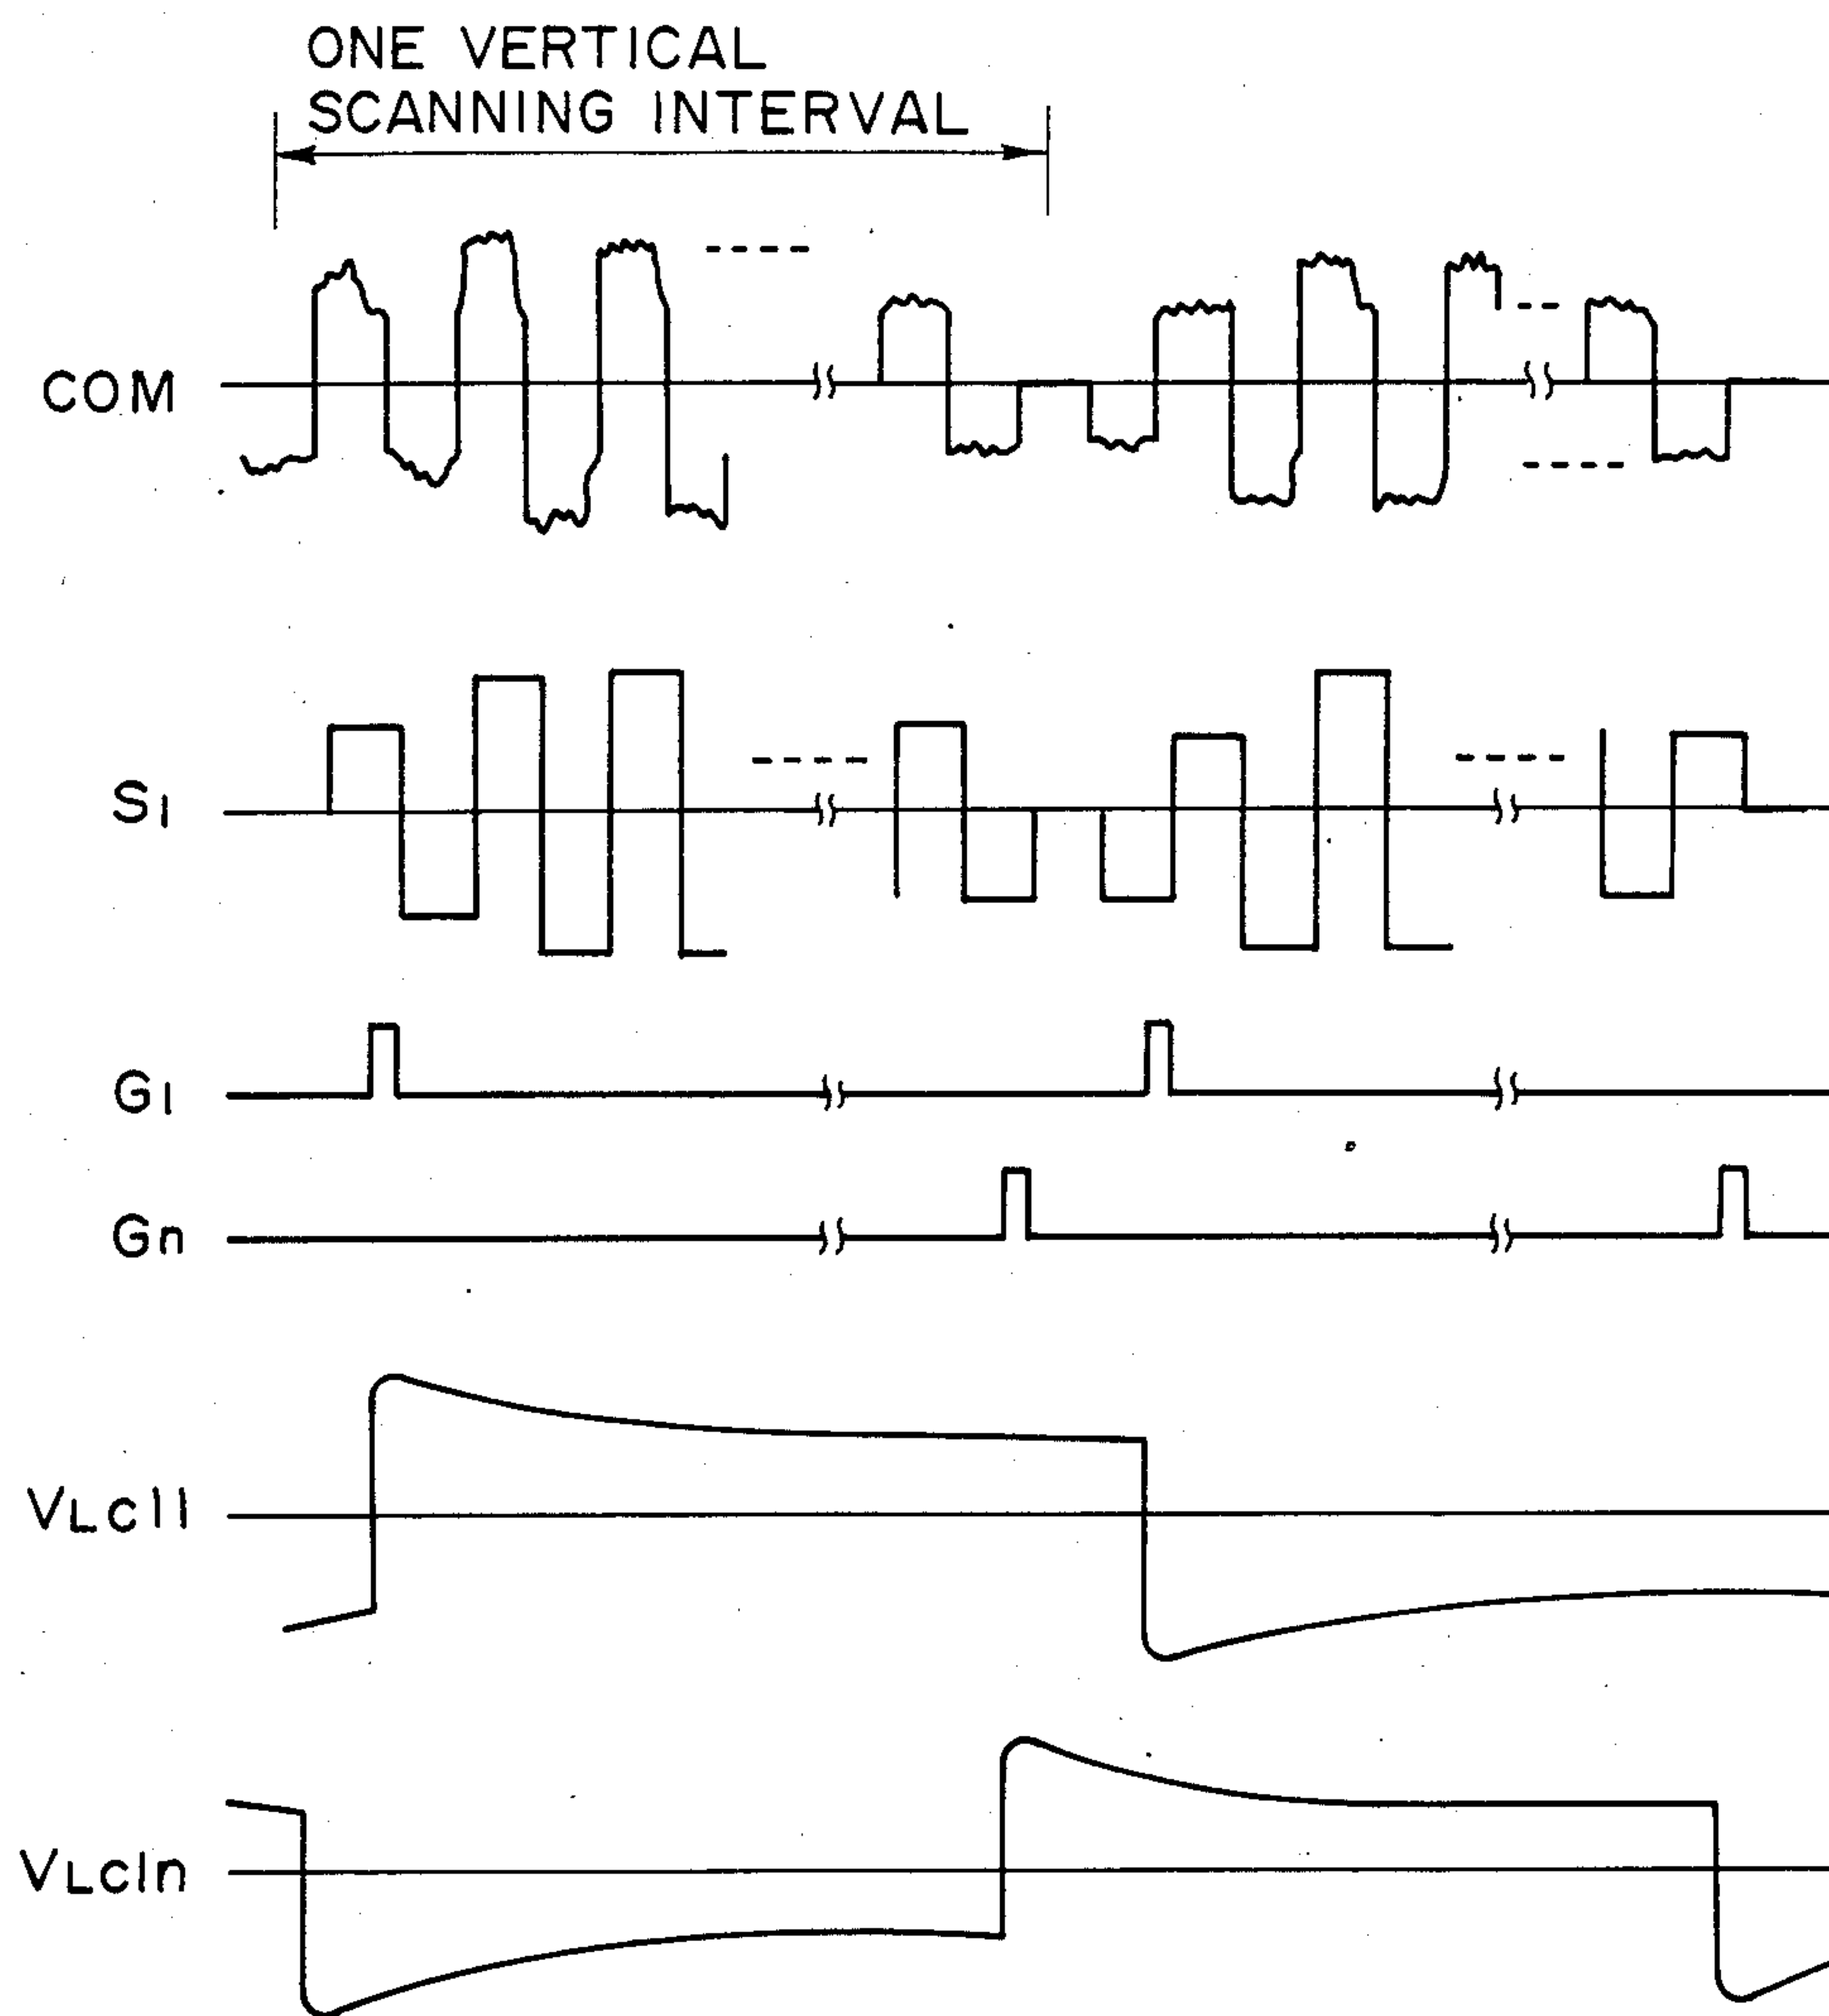 ONE VERTICAL
SCANNING INTERVAL
COM
S1
G1
Gn
VLC11
VLC1n